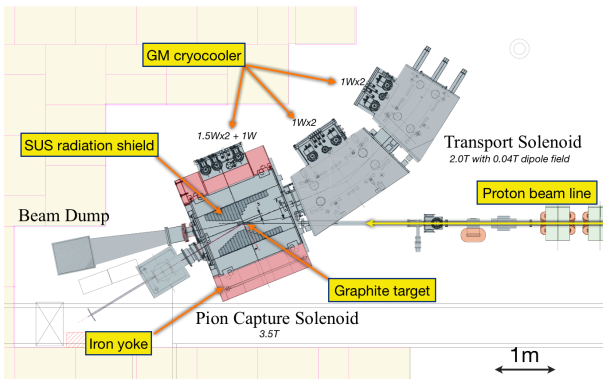 GM cryocooler
1Wx2
1Wx2
1.5Wx2 + 1W
SUS radiation shield
Transport Solenoid
2.0T with 0.04T dipole field
Proton beam line
Beam Dump
Graphite target
Pion Capture Solenoid
3.5T
Iron yoke
1m